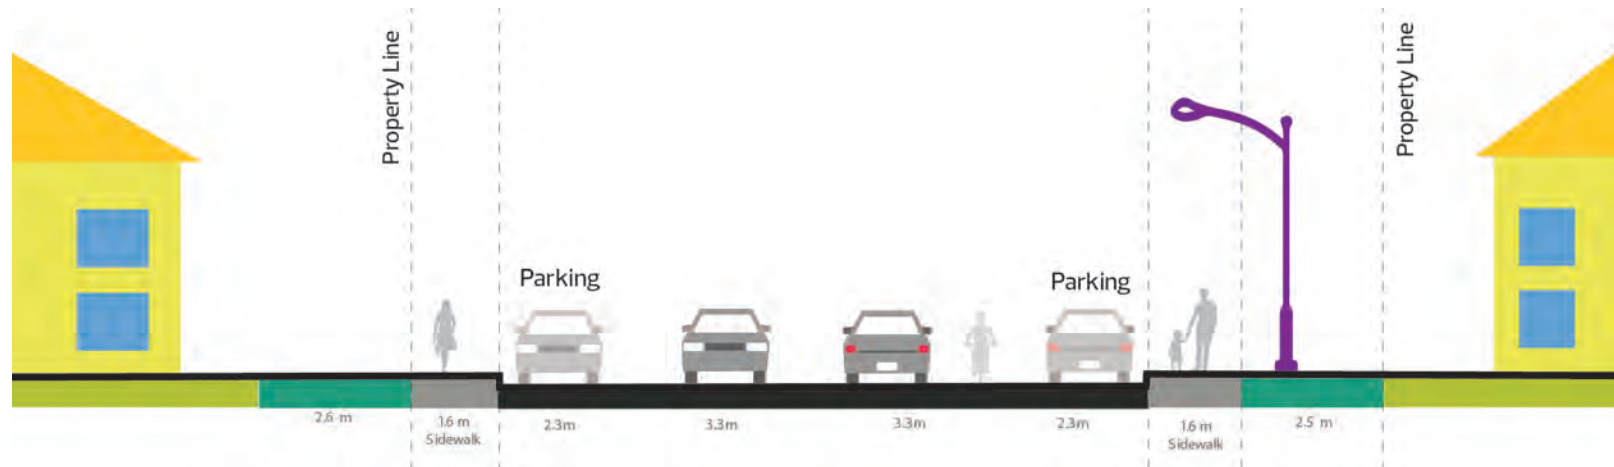 Property Line
Property Line
Parking
Parking
2.6 m
1.6 m
Sidewalk
2.3m
3.3m
3.3m
2.3m
1.6 m
Sidewalk
2.5 m